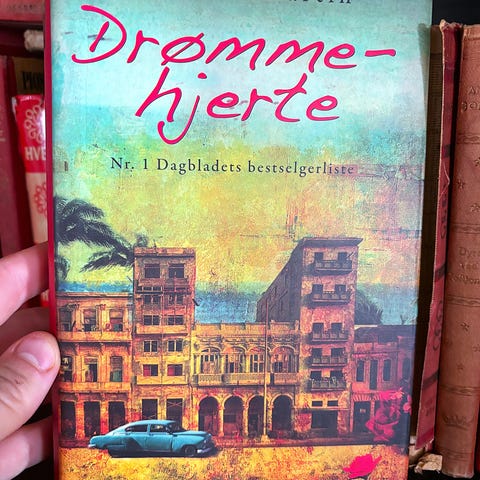 Drømme-
hjerte
Nr. 1 Dagbladets bestselgerliste